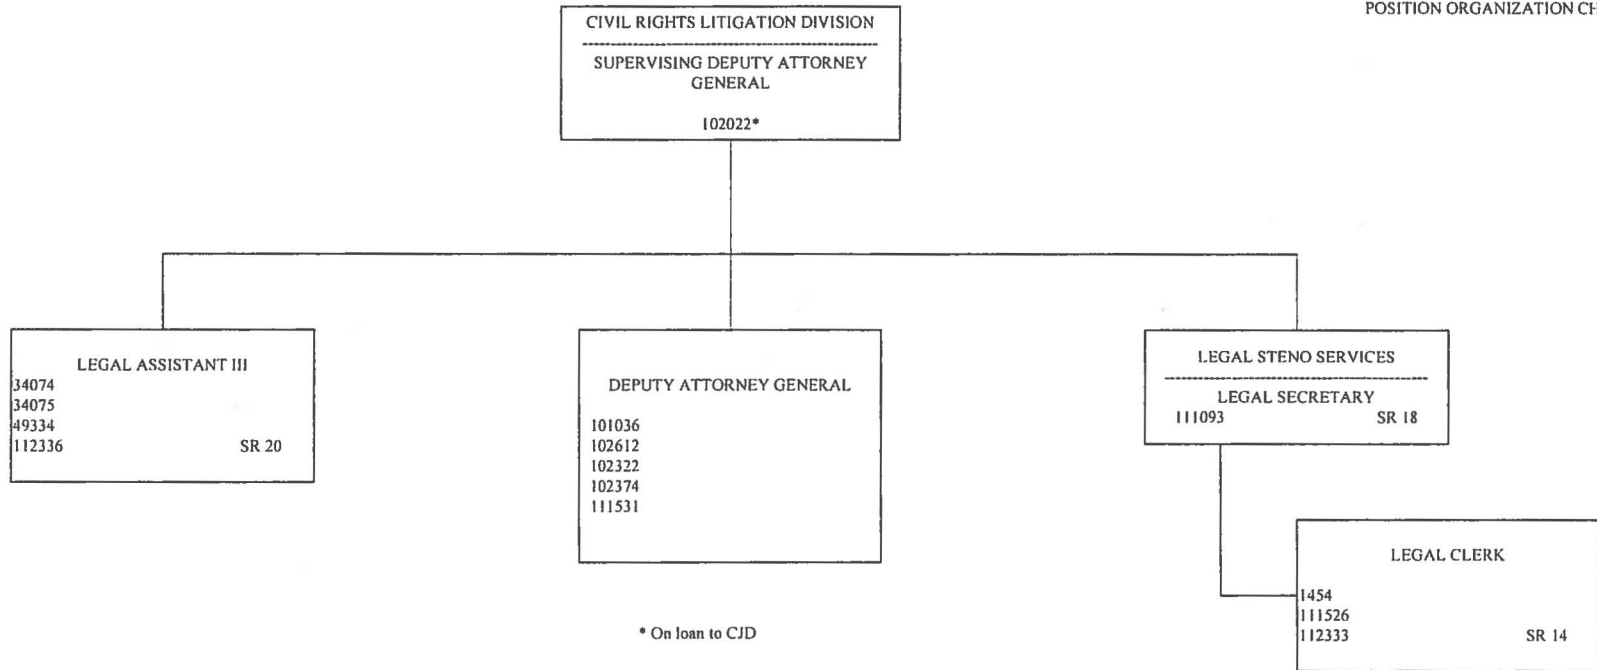 POSITION ORGANIZATION CH
CIVIL RIGHTS LITIGATION DIVISION
SUPERVISING DEPUTY ATTORNEY
GENERAL
102022*
LEGAL ASSISTANT III
34074
34075
49334
112336 SR 20
DEPUTY ATTORNEY GENERAL
101036
102612
102322
102374
111531
LEGAL STENO SERVICES
LEGAL SECRETARY
111093 SR 18
LEGAL CLERK
1454
111526
112333 SR 14
* On loan to CJD